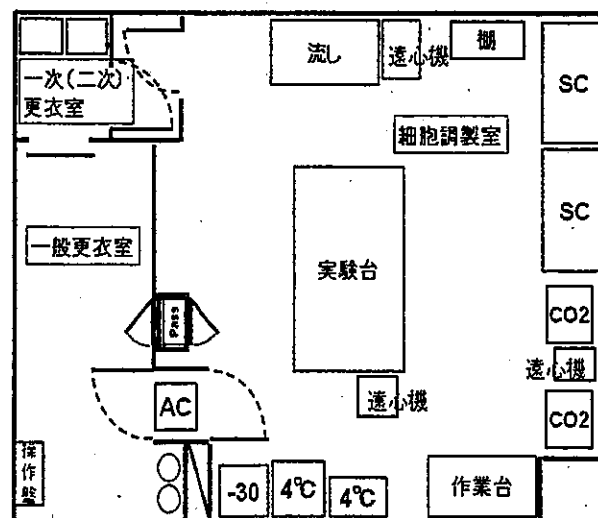 流し
遠心機
棚
一次(二次)
更衣室
SC
細胞調製室
SC
一般更衣室
実験台
Pass
CO2
遠心機
AC
遠心機
CO2
操作盤
-30
4℃
4℃
作業台